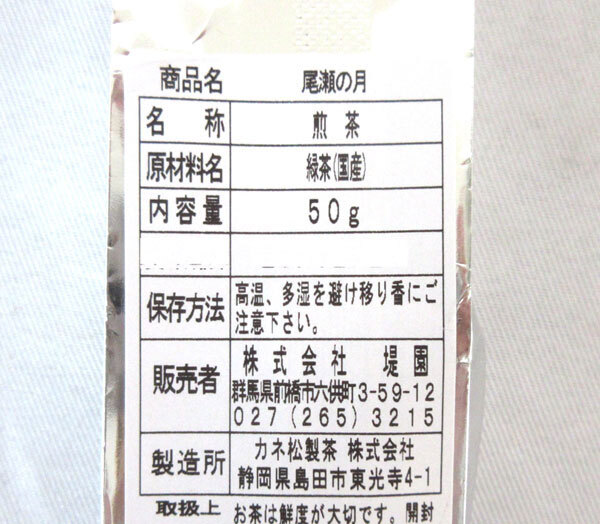 商品名 尾瀬の月
名 称 煎 茶
原材料名 緑茶(国産)
内容量 50g
保存方法 高温、多湿を避け移り香にご
注意下さい。
販売者 株 式 会 社 堤 園
群馬県前橋市六供町3-59-12
027(265)3215
製造所 カネ松製茶 株式会社
静岡県島田市東光寺4-1
取扱上 お茶は鮮度が大切です。開封